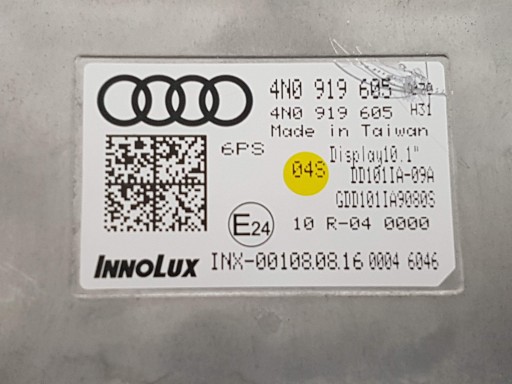 4N0 919 605
4N0 919 605 H31
Made in Taiwan
6PS
04S
Display10.1"
DD101IA-09A
GDD101IA9080S
E24
10 R-04 0000
INNOLUX INX-00108.08.16 0004 6046